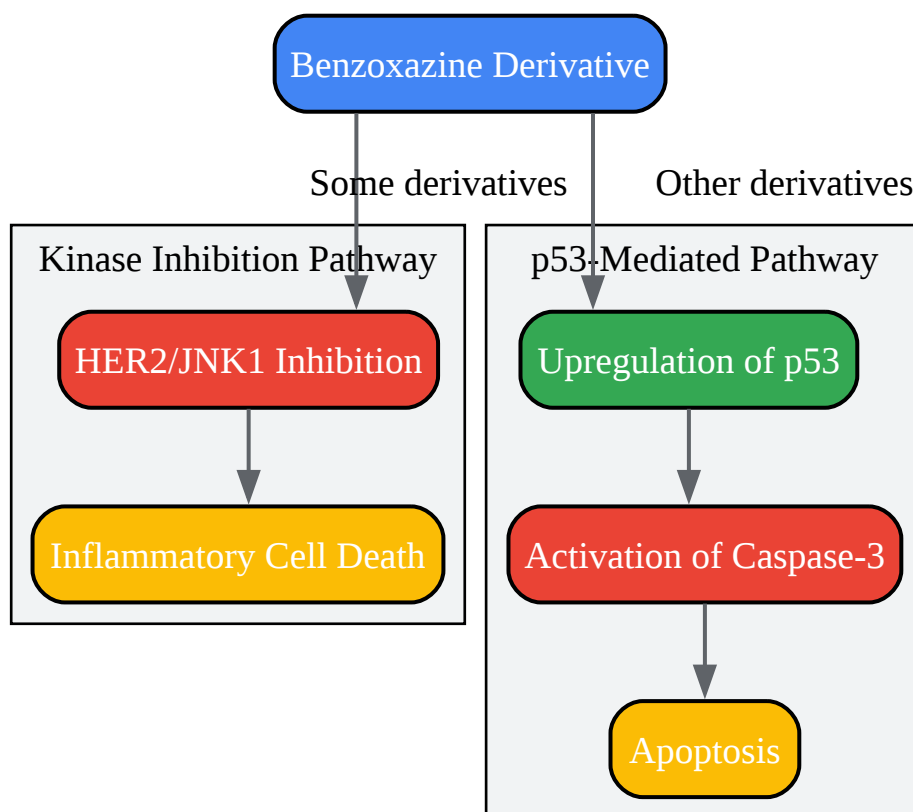 Benzoxazine Derivative
Some derivatives
Other derivatives
Kinase Inhibition Pathway
HER2/JNK1 Inhibition
Inflammatory Cell Death
p53-Mediated Pathway
Upregulation of p53
Activation of Caspase-3
Apoptosis